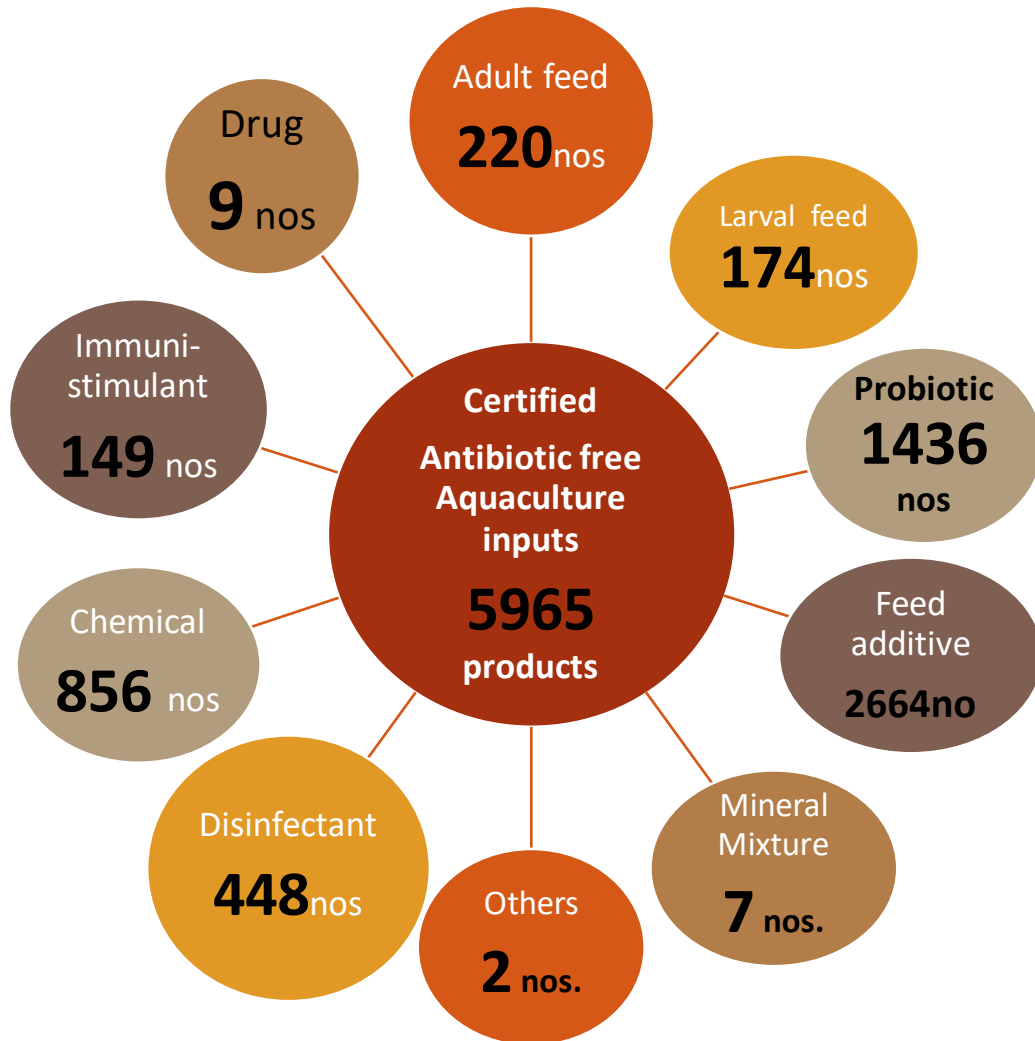 Certified
Antibiotic free
Aquaculture
inputs
5965
products
Adult feed
220nos
Larval feed
174nos
Probiotic
1436
nos
Feed
additive
2664no
Mineral
Mixture
7 nos.
Others
2 nos.
Disinfectant
448nos
Chemical
856 nos
Immuni-
stimulant
149 nos
Drug
9 nos